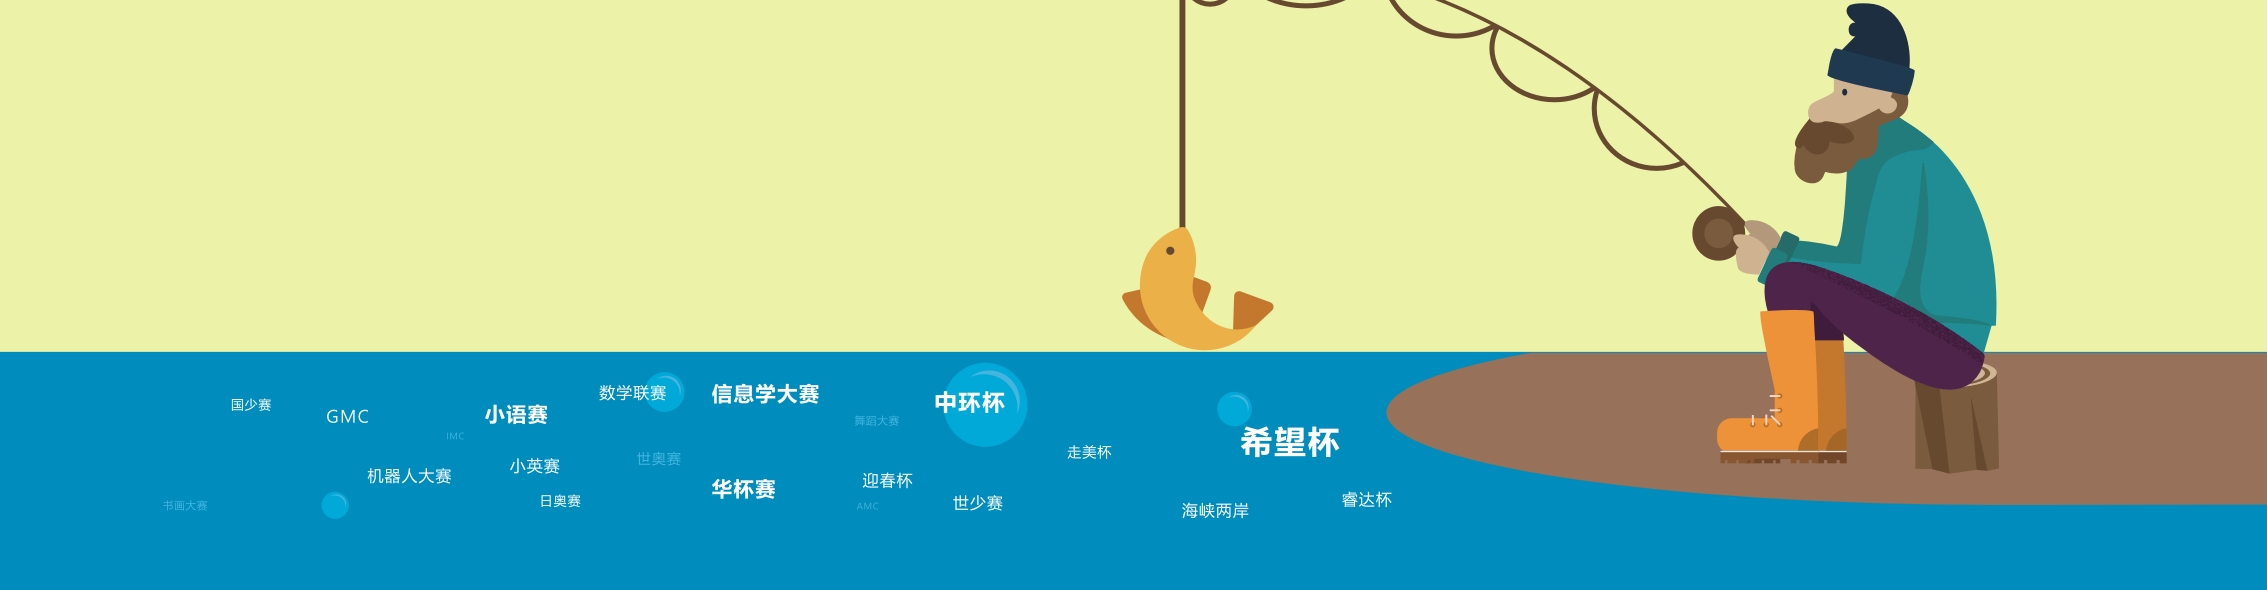 国少赛
GMC
IMC
小语赛
数学联赛
信息学大赛
舞蹈大赛
中环杯
机器人大赛
小英赛
世奥赛
走美杯
希望杯
书画大赛
日奥赛
华杯赛
迎春杯
AMC
世少赛
海峡两岸
睿达杯